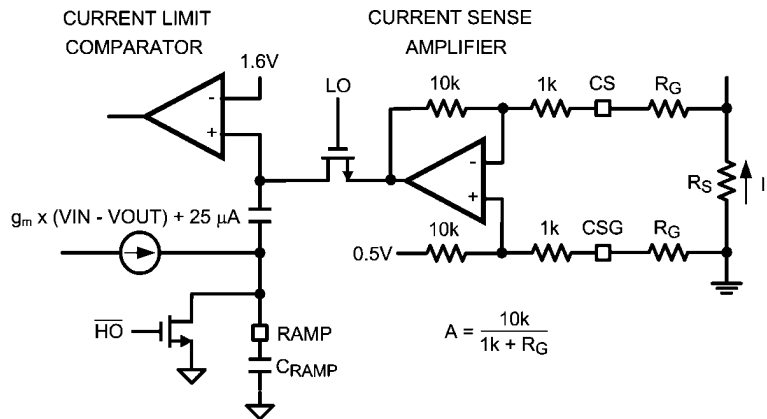 CURRENT LIMIT
COMPARATOR
CURRENT SENSE
AMPLIFIER
1.6V
LO
10k
1k
CS
R_G
-
+
-
+
R_S
I
g_m x (VIN - VOUT) + 25 μA
0.5V
10k
1k
CSG
R_G
H̅O̅
RAMP
C_RAMP
A = 10k
1k + R_G